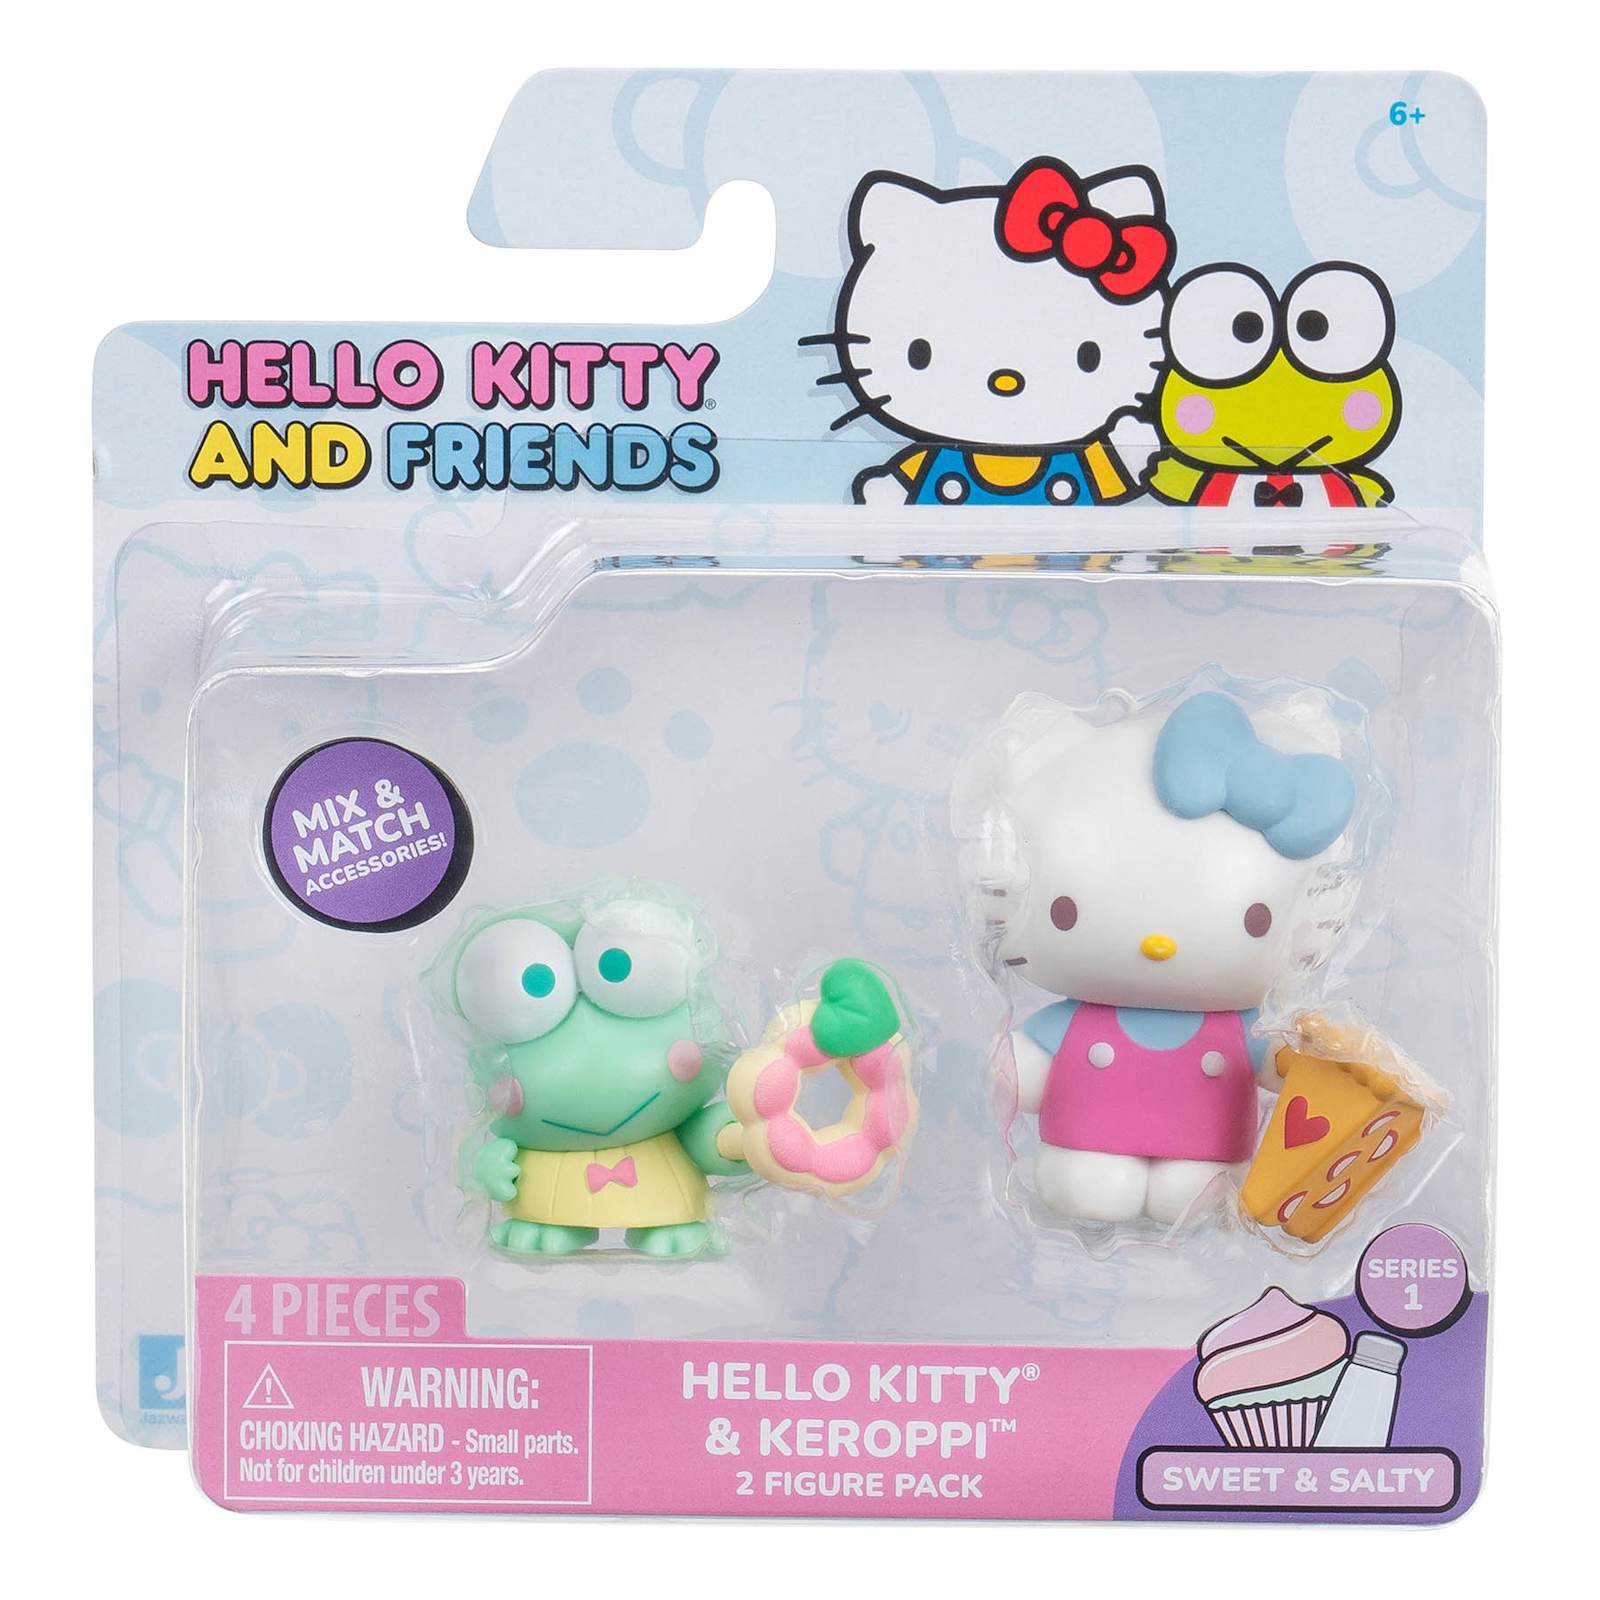 6+
HELLO KITTY®
AND FRIENDS
MIX &
MATCH
ACCESSORIES!
4 PIECES
⚠ WARNING:
CHOKING HAZARD - Small parts.
Not for children under 3 years.
HELLO KITTY®
& KEROPPI™
2 FIGURE PACK
SERIES
1
SWEET & SALTY